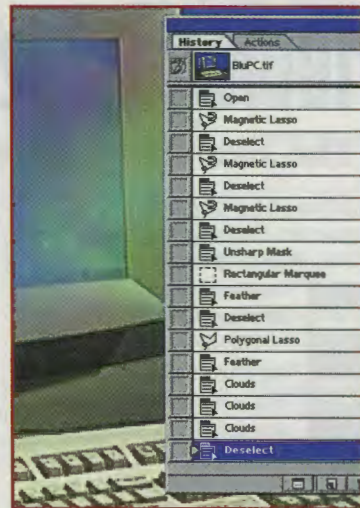 History Actions
BluPC.tif
Open
Magnetic Lasso
Deselect
Magnetic Lasso
Deselect
Magnetic Lasso
Deselect
Unsharp Mask
Rectangular Marquee
Feather
Deselect
Polygonal Lasso
Feather
Clouds
Clouds
Clouds
Deselect